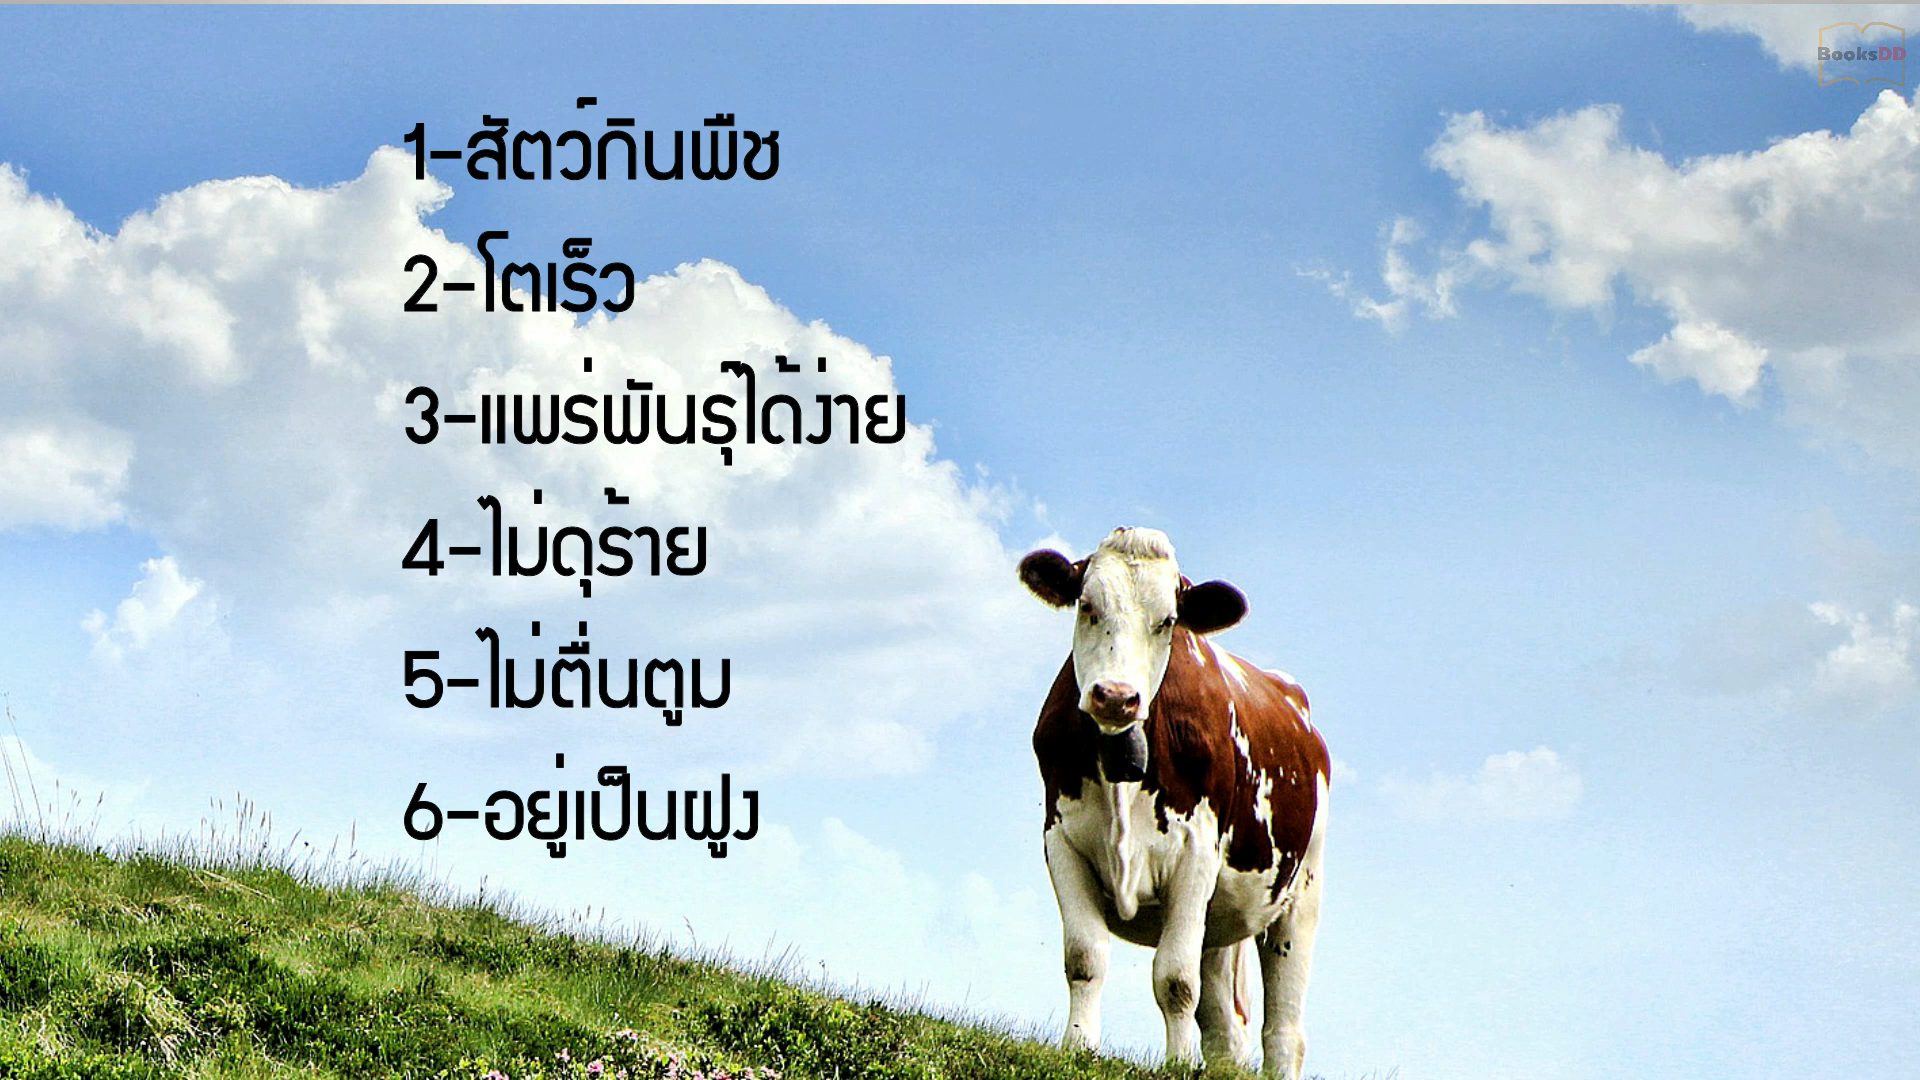 BooksDD
1-สัตว์กินพืช
2-โตเร็ว
3-แพร่พันธุ์ได้ง่าย
4-ไม่ดุร้าย
5-ไม่ตื่นตูม
6-อยู่เป็นฝูง